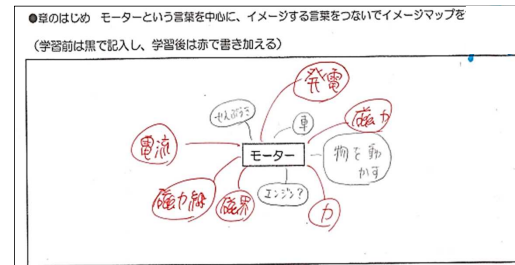 ●章のはじめ モーターという言葉を中心に、イメージする言葉をつないでイメージマップを
（学習前は黒で記入し、学習後は赤で書き加える）
発電
せんぷうき
車
磁力
電流
モーター
物を動
かす
磁力線
磁界
エンジン？
力